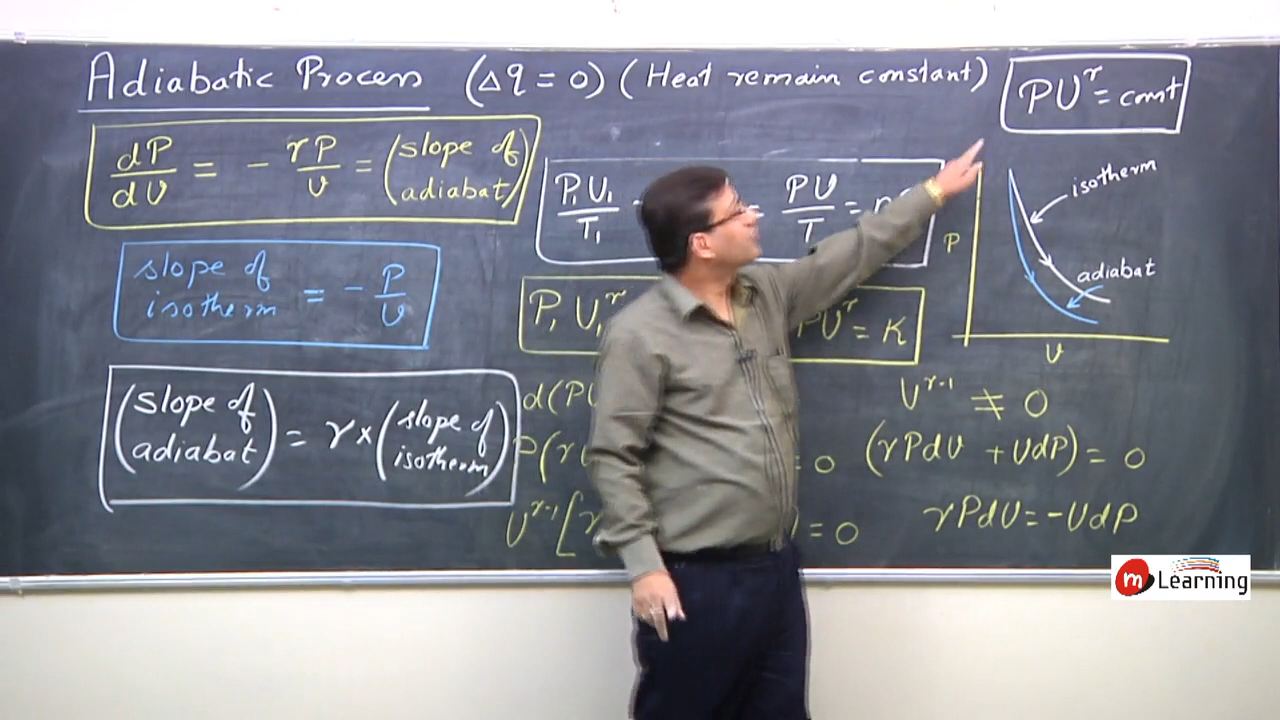 Adiabatic Process (Δq = 0) (Heat remain constant)
PV^γ = const
dP/dV = - γP/V = (slope of adiabat)
slope of isotherm = - P/V
(slope of adiabat) = γ × (slope of isotherm)
P₁V₁/T₁ = PV/T =
P₁V₁^γ PV^γ = K
d(PV
P(γ = 0
V^γ-1 [γ = 0
V^γ-1 ≠ 0
(γPdV + VdP) = 0
γPdV = -VdP
isotherm
adiabat
P
V
m Learning